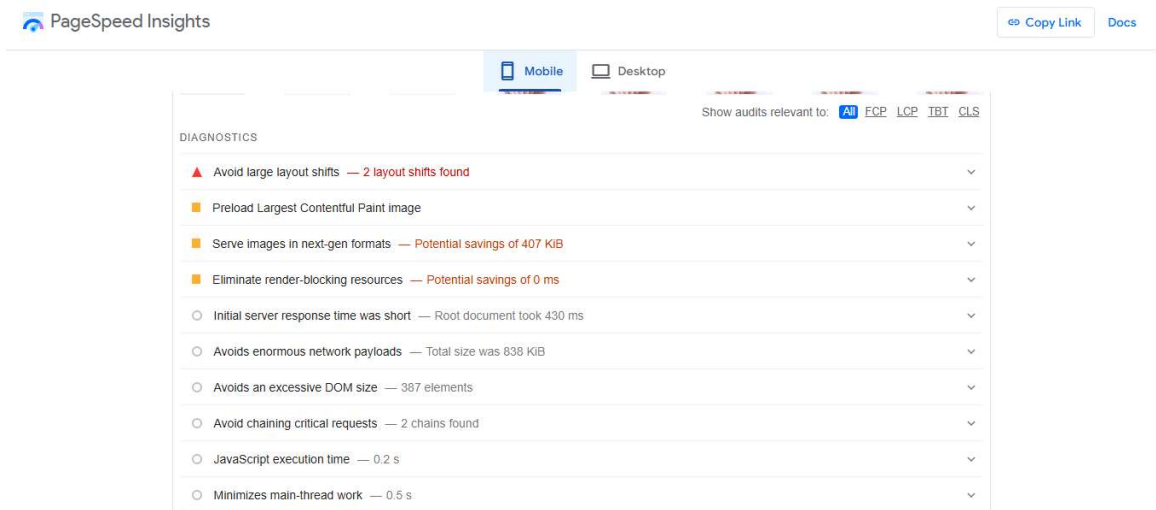 PageSpeed Insights
Copy Link Docs
Mobile Desktop
Show audits relevant to: All FCP LCP TBT CLS
DIAGNOSTICS
Avoid large layout shifts — 2 layout shifts found
Preload Largest Contentful Paint image
Serve images in next-gen formats — Potential savings of 407 KiB
Eliminate render-blocking resources — Potential savings of 0 ms
Initial server response time was short — Root document took 430 ms
Avoids enormous network payloads — Total size was 838 KiB
Avoids an excessive DOM size — 387 elements
Avoid chaining critical requests — 2 chains found
JavaScript execution time — 0.2 s
Minimizes main-thread work — 0.5 s